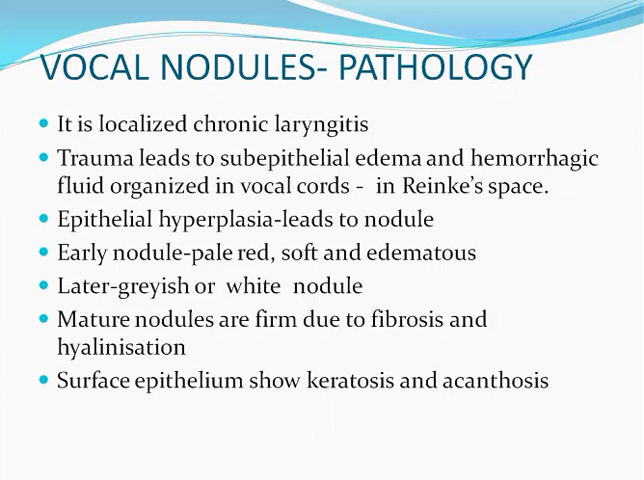 VOCAL NODULES- PATHOLOGY
• It is localized chronic laryngitis
• Trauma leads to subepithelial edema and hemorrhagic
fluid organized in vocal cords - in Reinke's space.
• Epithelial hyperplasia-leads to nodule
• Early nodule-pale red, soft and edematous
• Later-greyish or white nodule
• Mature nodules are firm due to fibrosis and
hyalinisation
• Surface epithelium show keratosis and acanthosis